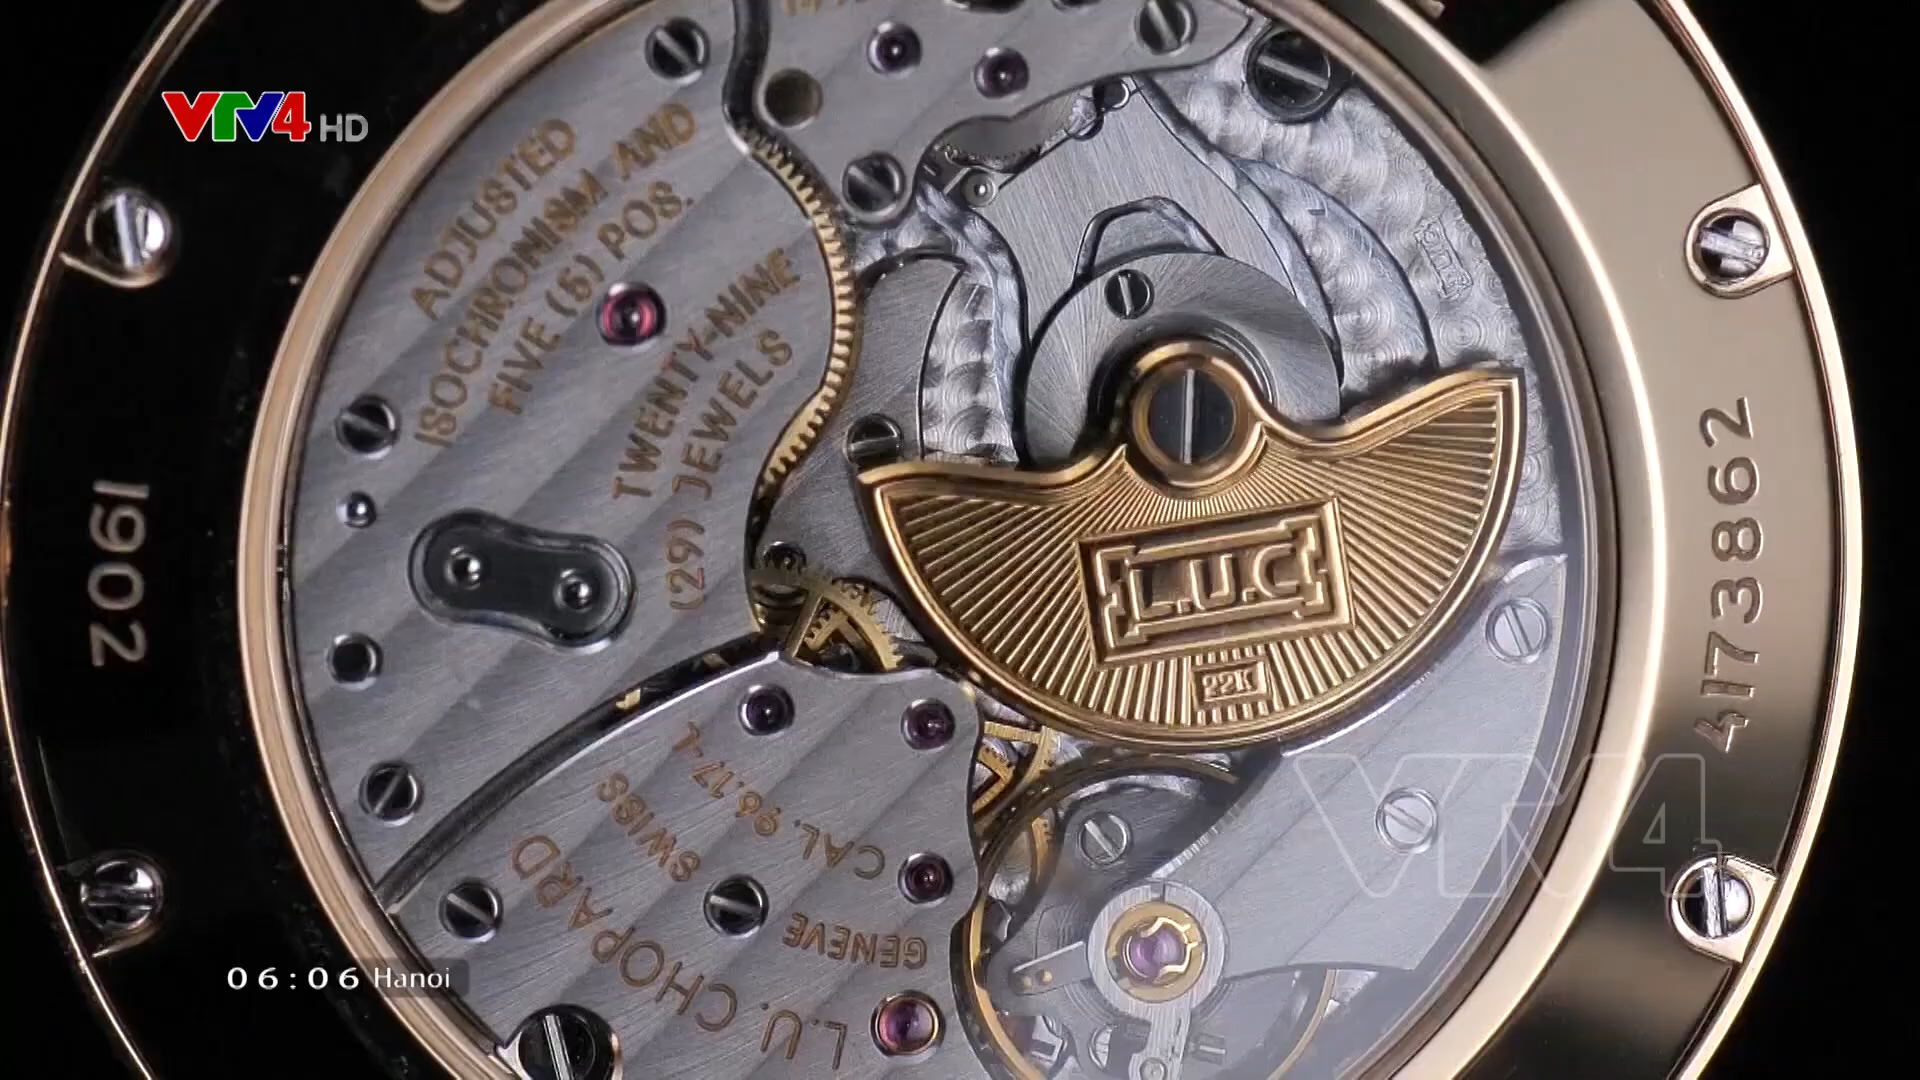 VTV4 HD
ADJUSTED
ISOCHRONISM AND
FIVE (5) POS.
TWENTY-NINE
(29) JEWELS
1902
4173862
L.U.C
22K
VTV4
CAL. 96.17-L
SWISS
GENEVE
L.U. CHOPARD
06:06 Hanoi